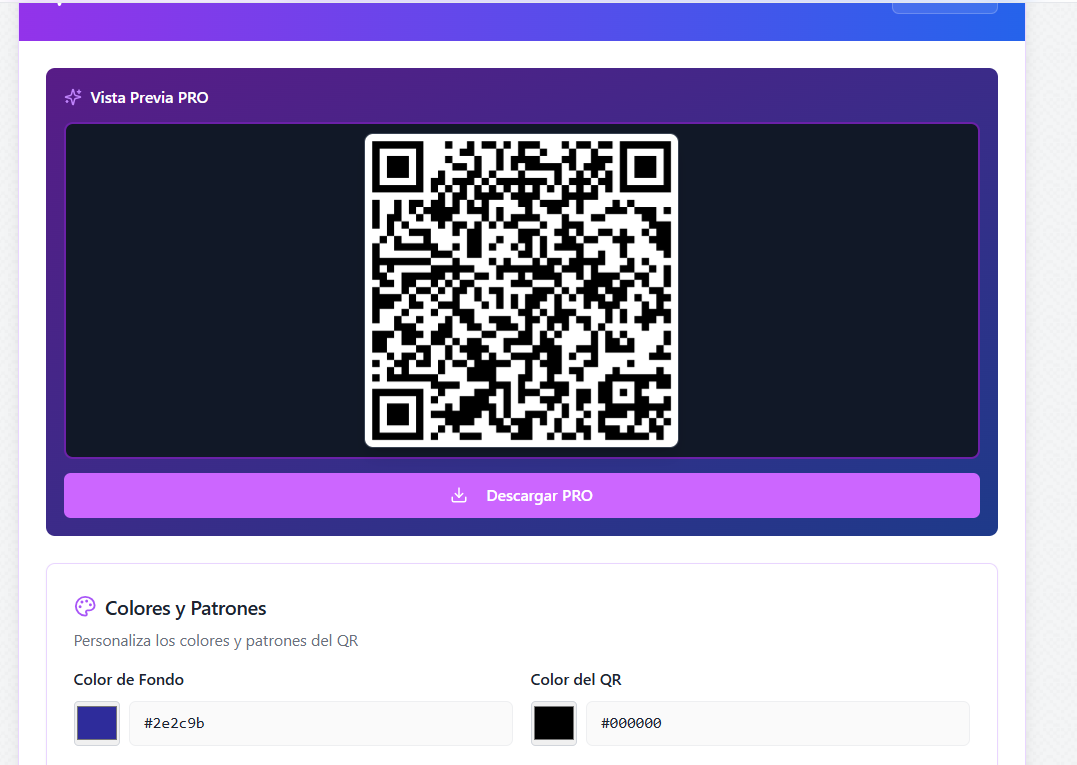 Vista Previa PRO
Descargar PRO
Colores y Patrones
Personaliza los colores y patrones del QR
Color de Fondo
Color del QR
#2e2c9b
#000000